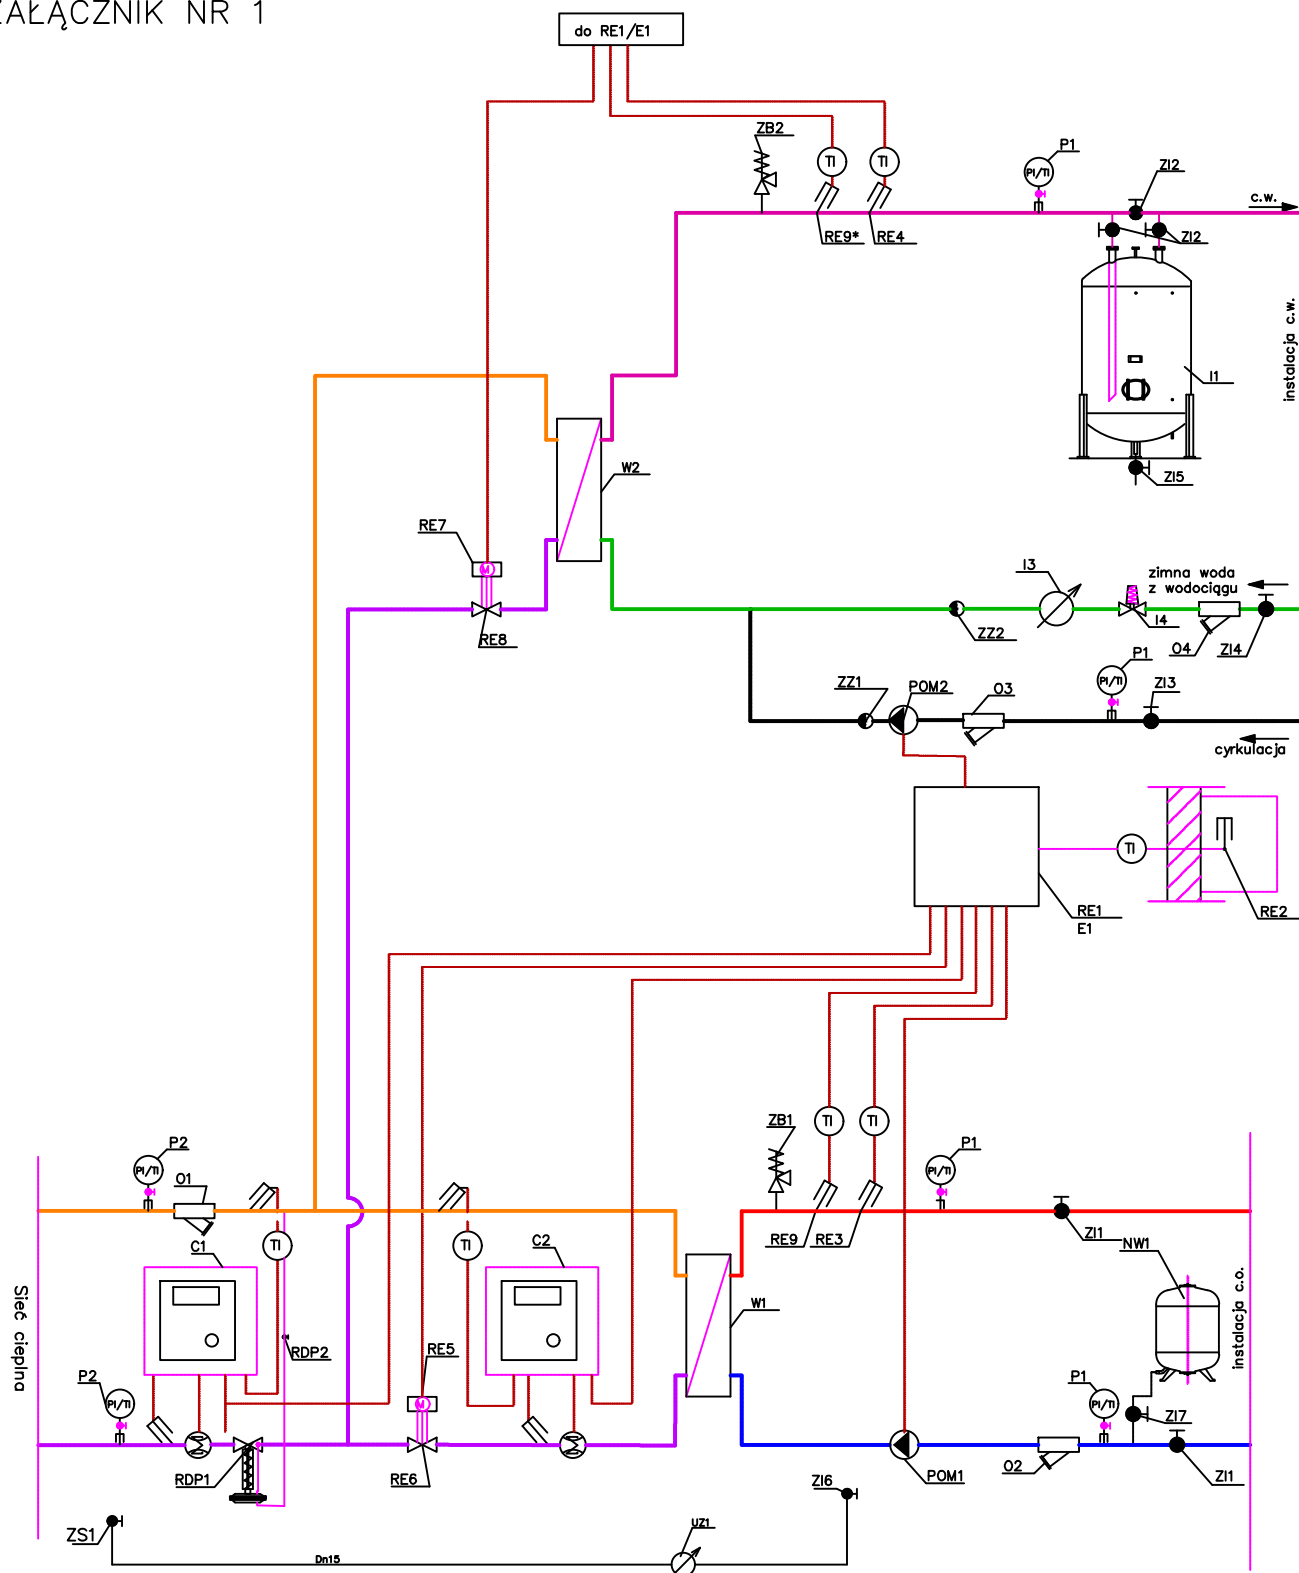 ZAŁĄCZNIK NR 1
do RE1/E1
ZB2
TI
TI
P1
PI/TI
ZI2
c.w.
RE9*
RE4
ZI2
instalacja c.w.
I1
W2
ZI5
RE7
M
RE8
I3
zimna woda
z wodociągu
ZZ2
I4
O4
ZI4
P1
PI/TI
ZZ1
POM2
O3
ZI3
cyrkulacja
TI
RE1
E1
RE2
ZB1
TI
TI
P2
PI/TI
P1
PI/TI
O1
RE9
RE3
ZI1
NW1
C1
TI
TI
C2
W1
instalacja c.o.
Sieć cieplna
RDP2
RE5
M
P2
PI/TI
P1
PI/TI
ZI7
RDP1
RE6
POM1
O2
ZI1
ZI6
ZS1
UZ1
Dn15